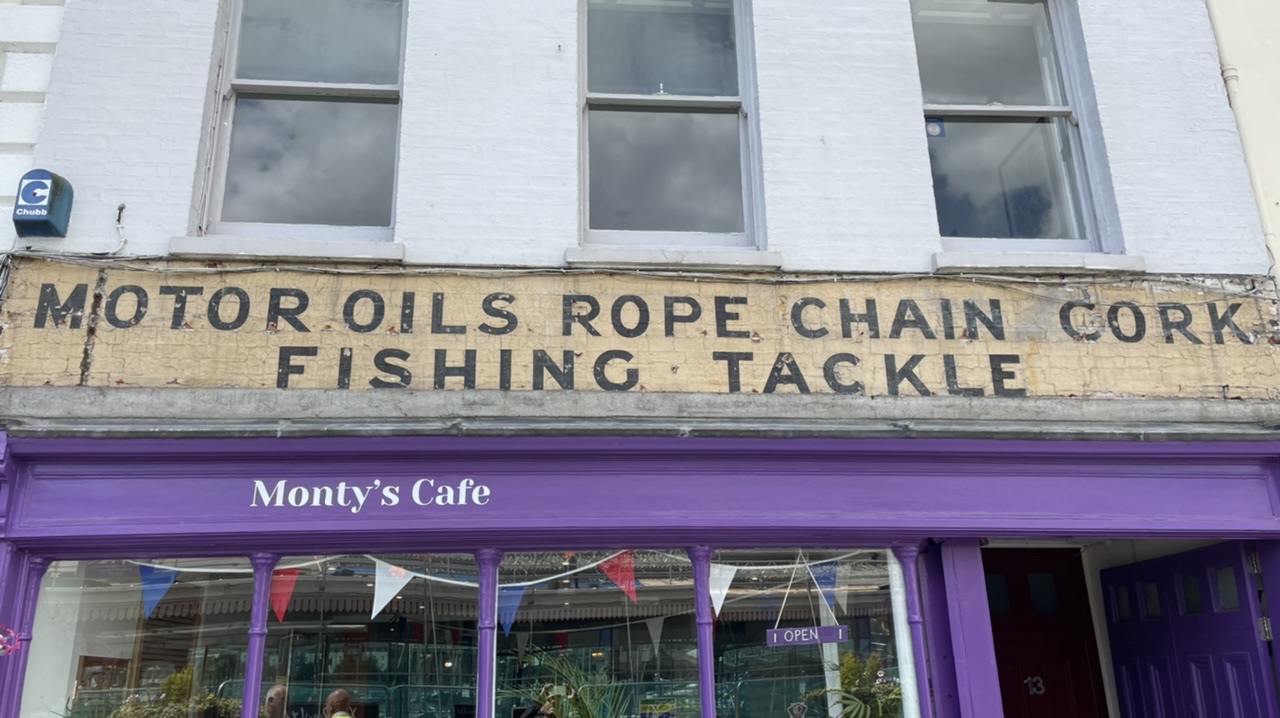 Chubb
MOTOR OILS ROPE CHAIN CORK
FISHING TACKLE
Monty's Cafe
OPEN
13